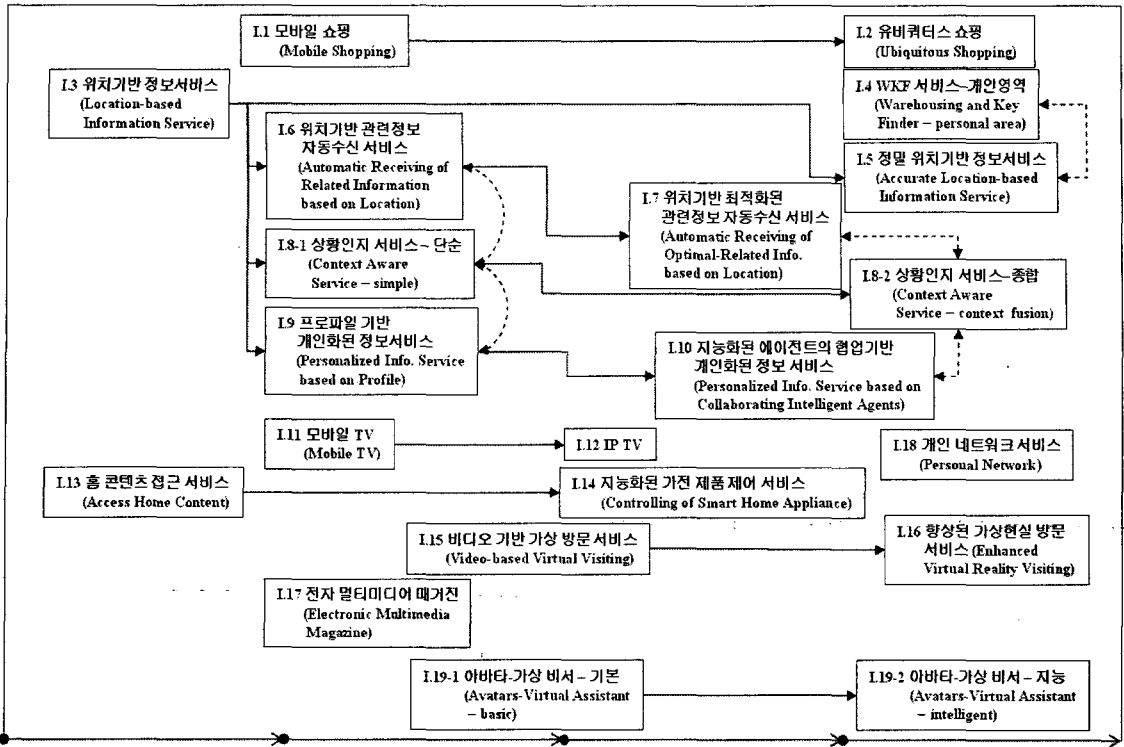 I.1 모바일 쇼핑
(Mobile Shopping)
I.2 유비쿼터스 쇼핑
(Ubiquitous Shopping)
I.3 위치기반 정보서비스
(Location-based
Information Service)
I.4 WKF 서비스–개인영역
(Warehousing and Key
Finder – personal area)
I.5 정밀 위치기반 정보서비스
(Accurate Location-based
Information Service)
I.6 위치기반 관련정보
자동수신 서비스
(Automatic Receiving of
Related Information
based on Location)
I.7 위치기반 최적화된
관련정보 자동수신 서비스
(Automatic Receiving of
Optimal-Related Info.
based on Location)
I.8-1 상황인지 서비스– 단순
(Context Aware
Service – simple)
I.8-2 상황인지 서비스–종합
(Context Aware
Service – context fusion)
I.9 프로파일 기반
개인화된 정보서비스
(Personalized Info. Service
based on Profile)
I.10 지능화된 에이전트의 협업기반
개인화된 정보 서비스
(Personalized Info. Service based on
Collaborating Intelligent Agents)
I.11 모바일 TV
(Mobile TV)
I.12 IP TV
I.18 개인 네트워크 서비스
(Personal Network)
I.13 홈 콘텐츠 접근 서비스
(Access Home Content)
I.14 지능화된 가전 제품 제어 서비스
(Controlling of Smart Home Appliance)
I.15 비디오 기반 가상 방문 서비스
(Video-based Virtual Visiting)
I.16 향상된 가상현실 방문
서비스 (Enhanced
Virtual Reality Visiting)
I.17 전자 멀티미디어 매거진
(Electronic Multimedia
Magazine)
I.19-1 아바타-가상 비서 – 기본
(Avatars-Virtual Assistant
– basic)
I.19-2 아바타-가상 비서 – 지능
(Avatars-Virtual Assistant
– intelligent)